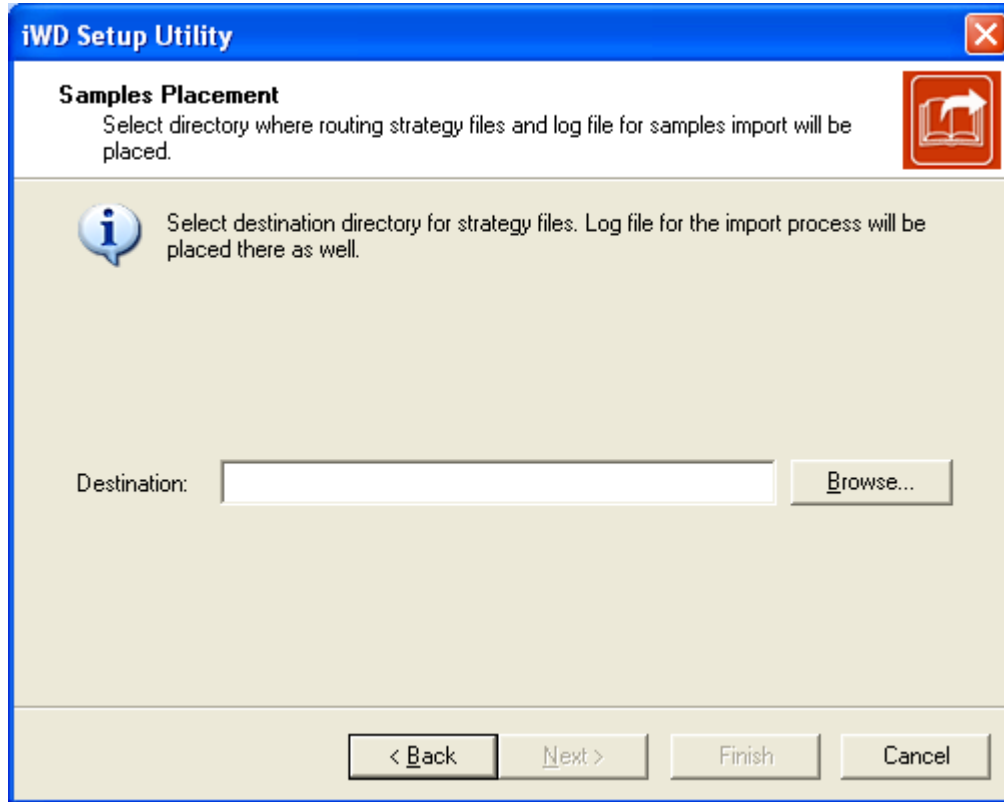 iWD Setup Utility
Samples Placement
Select directory where routing strategy files and log file for samples import will be
placed.
Select destination directory for strategy files. Log file for the import process will be
placed there as well.
Destination:
Browse...
< Back
Next >
Finish
Cancel